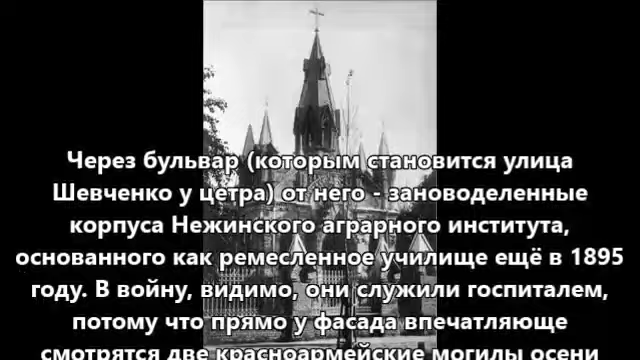 Через бульвар (которым становится улица
Шевченко у цетра) от него - зановоделенные
корпуса Нежинского аграрного института,
основанного как ремесленное училище ещё в 1895
году. В войну, видимо, они служили госпиталем,
потому что прямо у фасада впечатляюще
смотрятся две красноармейские могилы осени